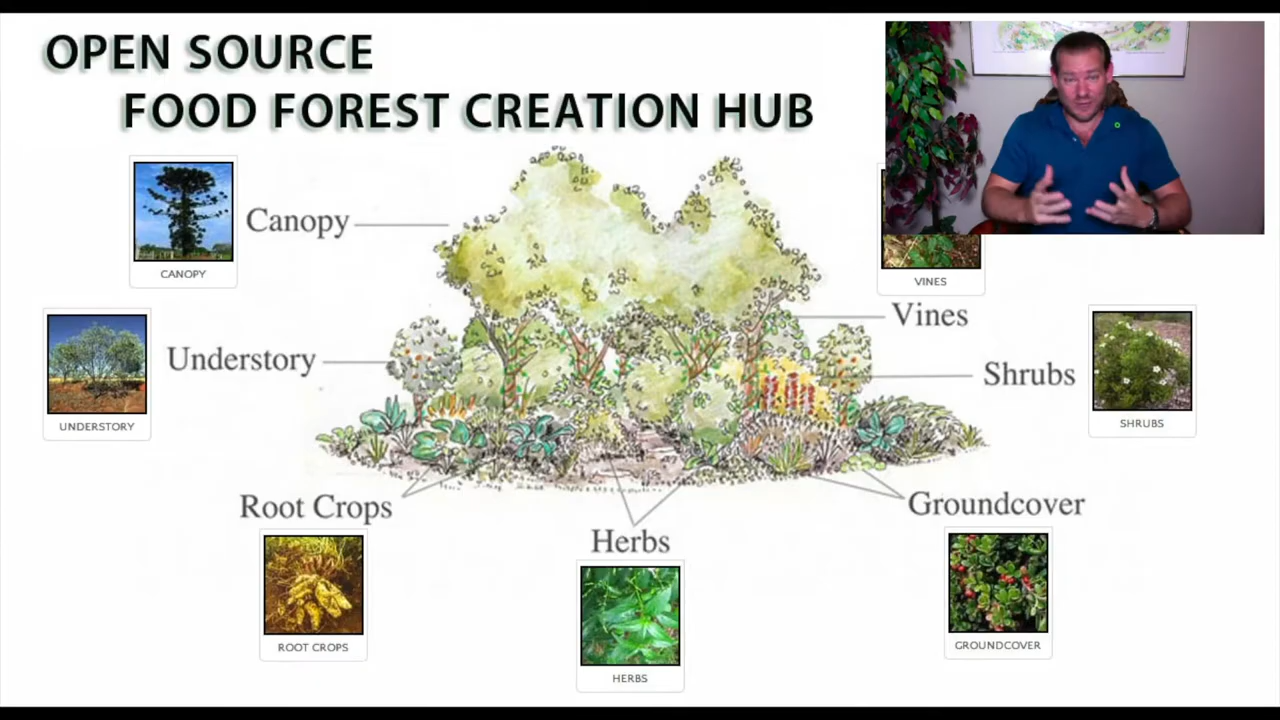 OPEN SOURCE
FOOD FOREST CREATION HUB
CANOPY
Canopy
VINES
Vines
UNDERSTORY
Understory
Shrubs
SHRUBS
Root Crops
ROOT CROPS
Herbs
HERBS
Groundcover
GROUNDCOVER